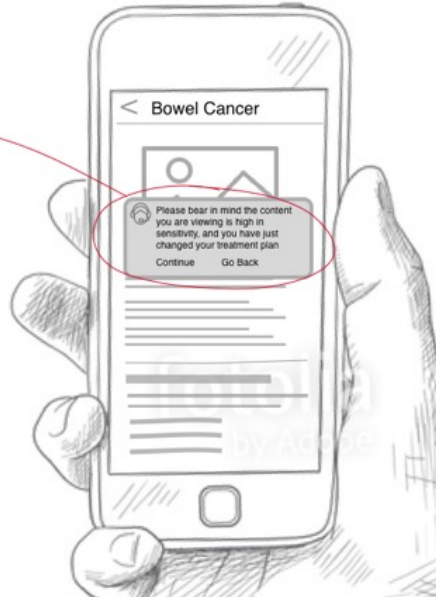 < Bowel Cancer
Please bear in mind the content
you are viewing is high in
sensitivity, and you have just
changed your treatment plan
Continue Go Back
fotolia
by Adobe